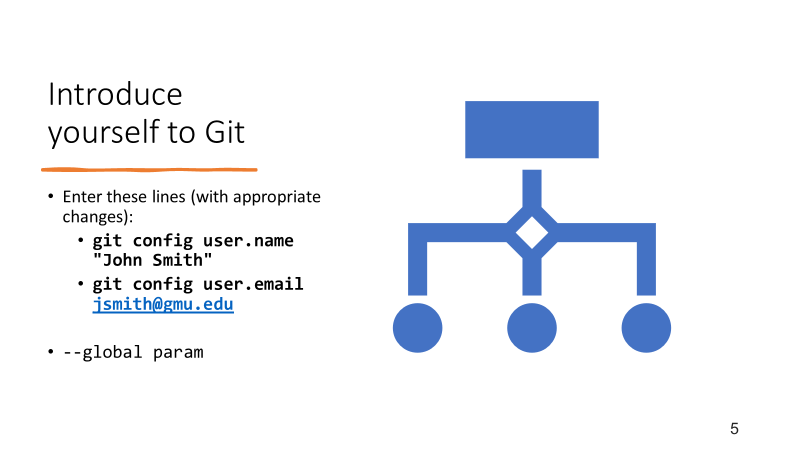 Introduce
yourself to Git
• Enter these lines (with appropriate
changes):
• git config user.name
"John Smith"
• git config user.email
jsmith@gmu.edu
• --global param
5